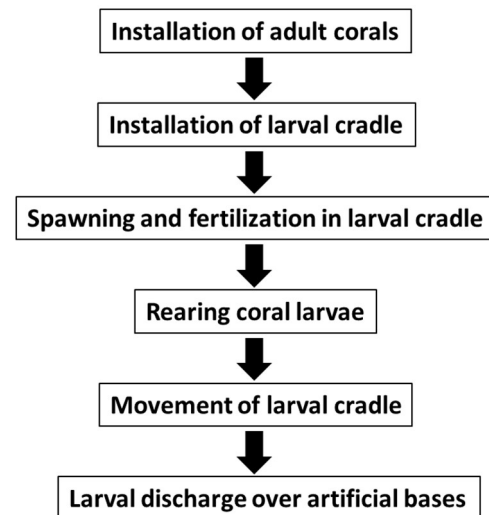 Installation of adult corals
Installation of larval cradle
Spawning and fertilization in larval cradle
Rearing coral larvae
Movement of larval cradle
Larval discharge over artificial bases